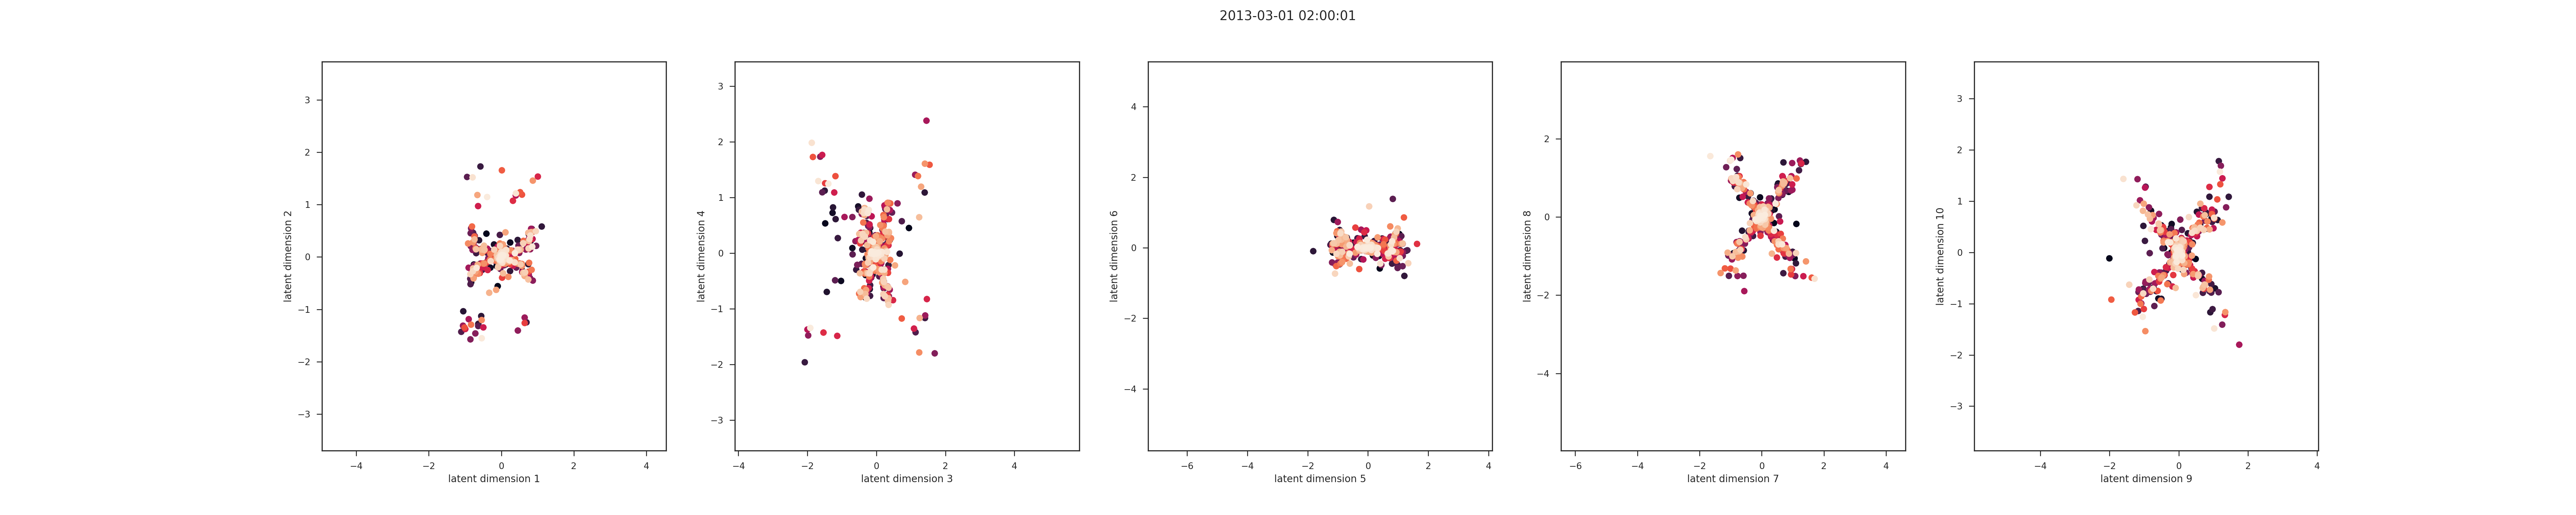 2013-03-01 02:00:01
latent dimension 2
3
2
1
0
−1
−2
−3
−4 −2 0 2 4
latent dimension 1
latent dimension 4
3
2
1
0
−1
−2
−3
−4 −2 0 2 4
latent dimension 3
latent dimension 6
4
2
0
−2
−4
−6 −4 −2 0 2 4
latent dimension 5
latent dimension 8
2
0
−2
−4
−6 −4 −2 0 2 4
latent dimension 7
latent dimension 10
3
2
1
0
−1
−2
−3
−4 −2 0 2 4
latent dimension 9